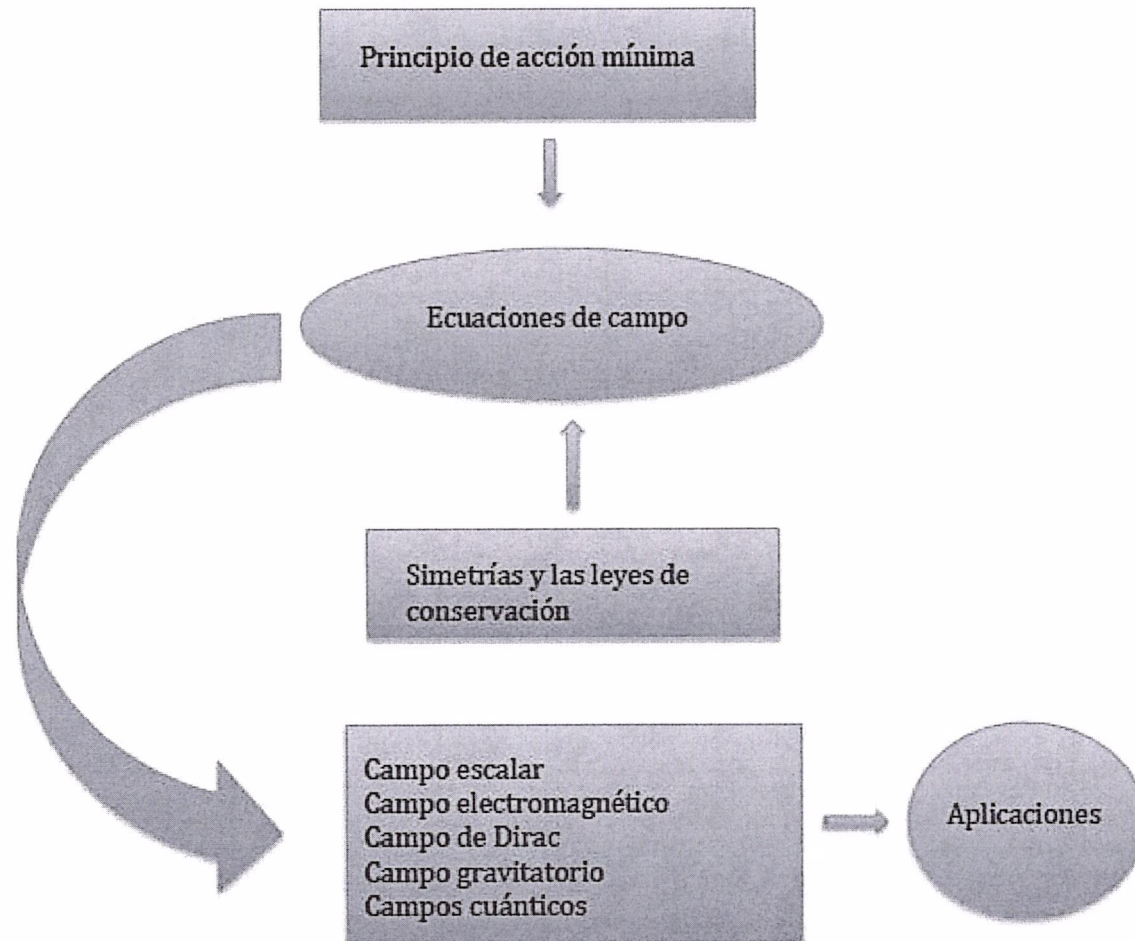 Principio de acción mínima
Ecuaciones de campo
Simetrías y las leyes de
conservación
Campo escalar
Campo electromagnético
Campo de Dirac
Campo gravitatorio
Campos cuánticos
Aplicaciones